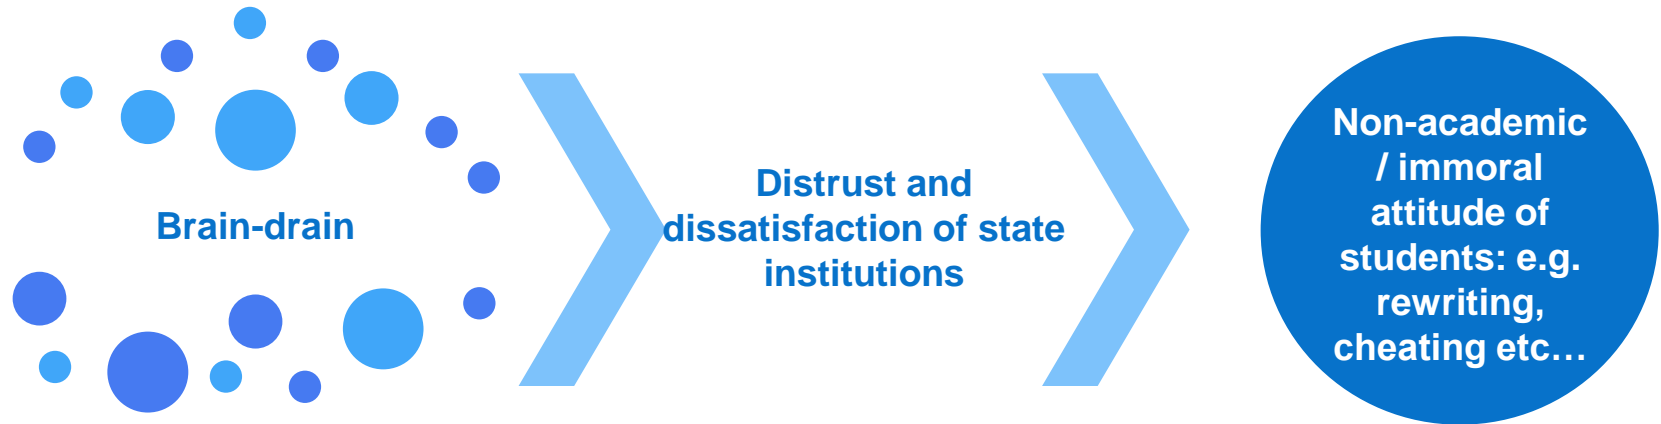 Brain-drain
Distrust and
dissatisfaction of state
institutions
Non-academic
/ immoral
attitude of
students: e.g.
rewriting,
cheating etc…